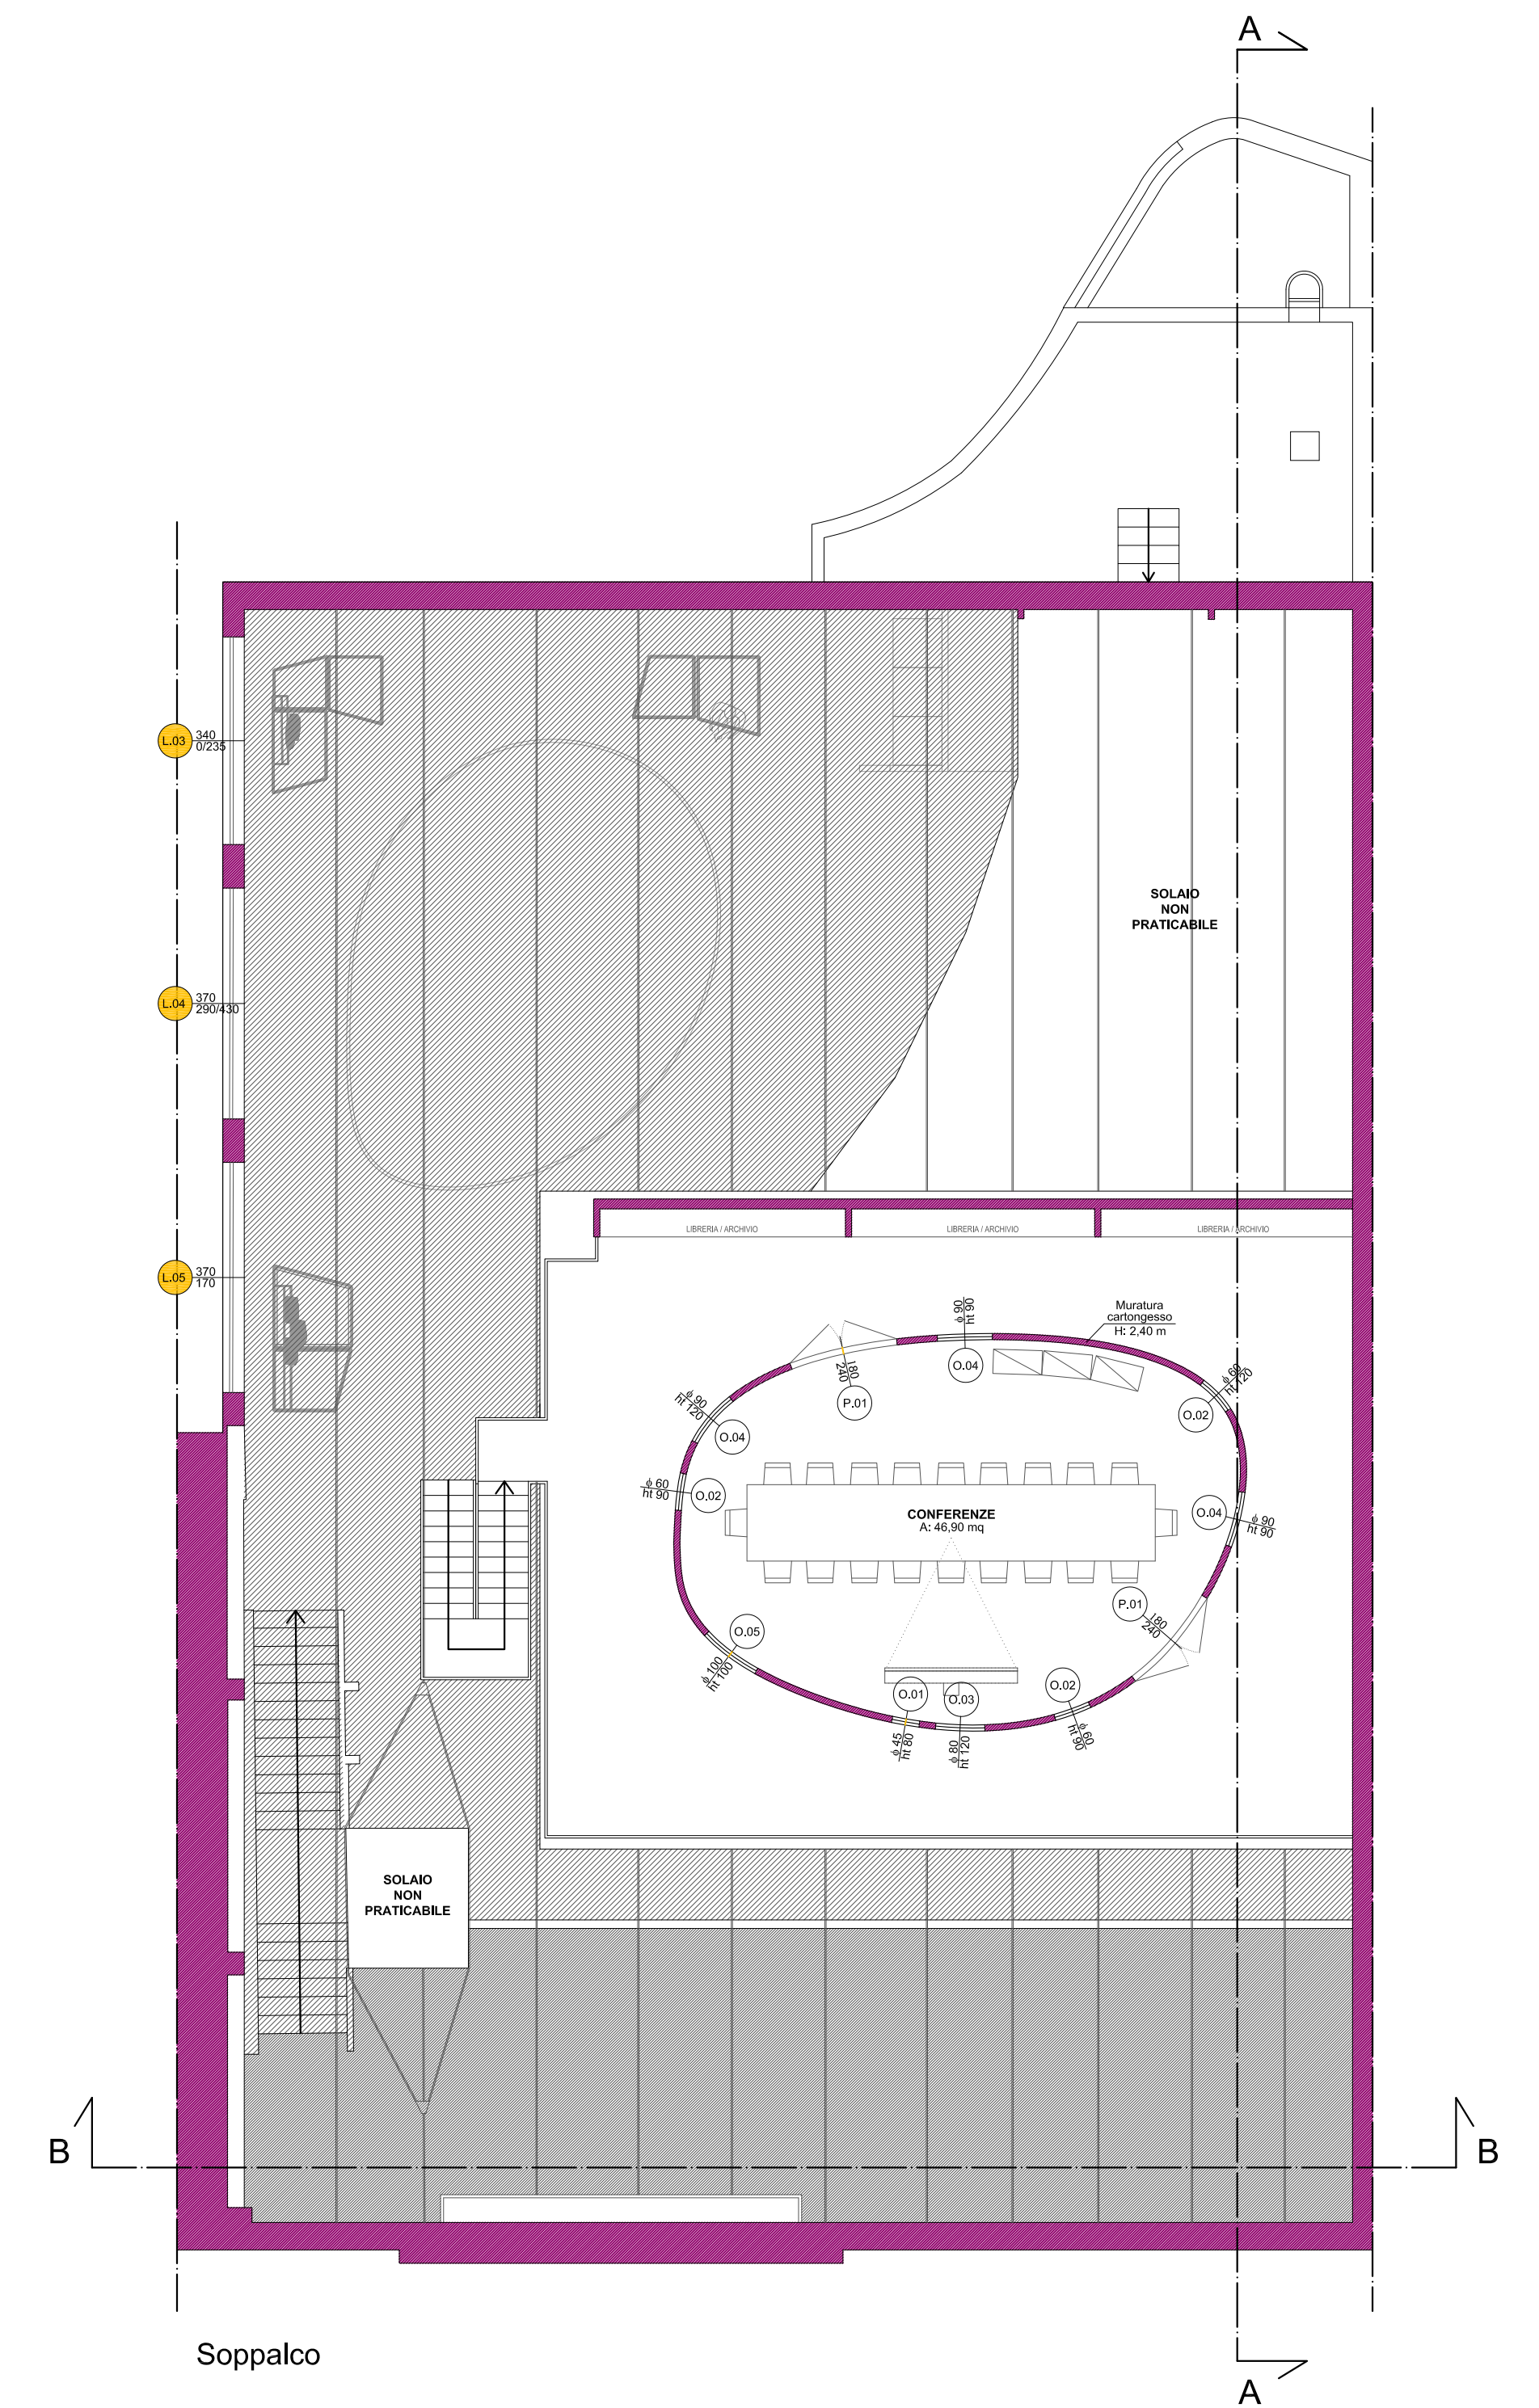 A
L.03
340
0/235
SOLAIO
NON
PRATICABILE
L.04
370
290/430
LIBRERIA / ARCHIVIO
LIBRERIA / ARCHIVIO
LIBRERIA / ARCHIVIO
L.05
370
170
Muratura
cartongesso
H: 2,40 m
ϕ 90
ht 90
O.04
180
240
P.01
ϕ 60
ht 120
O.02
ϕ 90
ht 120
O.04
ϕ 60
ht 90
O.02
CONFERENZE
A: 46,90 mq
O.04
ϕ 90
ht 90
P.01
180
240
O.05
ϕ 100
ht 100
O.01
ϕ 45
ht 80
O.03
ϕ 80
ht 120
O.02
ϕ 60
ht 90
SOLAIO
NON
PRATICABILE
B
B
Soppalco
A